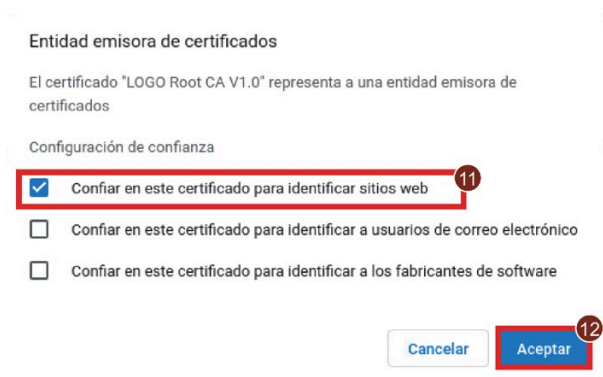 Entidad emisora de certificados
El certificado "LOGO Root CA V1.0" representa a una entidad emisora de
certificados
Configuración de confianza
Confiar en este certificado para identificar sitios web
11
Confiar en este certificado para identificar a usuarios de correo electrónico
Confiar en este certificado para identificar a los fabricantes de software
12
Cancelar
Aceptar